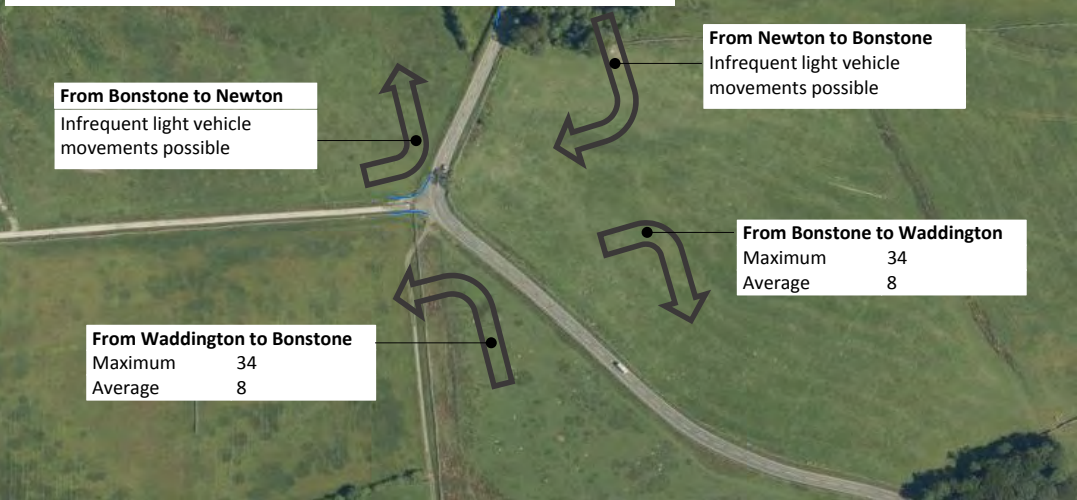 From Newton to Bonstone
Infrequent light vehicle
movements possible
From Bonstone to Newton
Infrequent light vehicle
movements possible
From Bonstone to Waddington
Maximum 34
Average 8
From Waddington to Bonstone
Maximum 34
Average 8